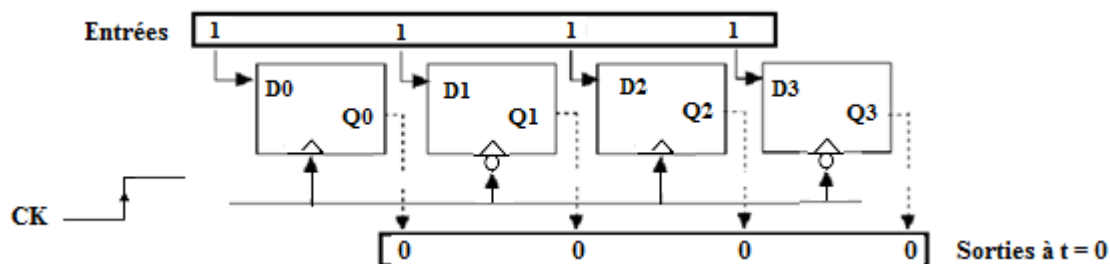 Entrées 1 1 1 1
D0 D1 D2 D3
Q0 Q1 Q2 Q3
CK
0 0 0 0 Sorties à t = 0